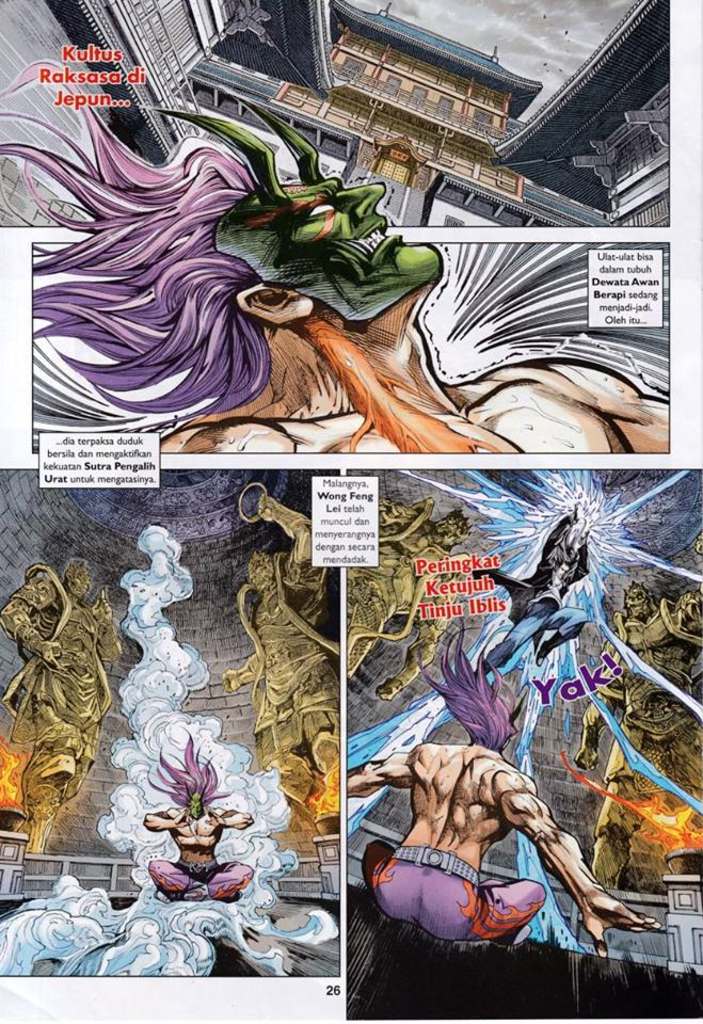 Kultus
Raksasa di
Jepun...
Ulat-ulat bisa
dalam tubuh
Dewata Awan
Berapi sedang
menjadi-jadi.
Oleh itu...
...dia terpaksa duduk
bersila dan mengaktifkan
kekuatan Sutra Pengalih
Urat untuk mengatasinya.
Malangnya,
Wong Feng
Lei telah
muncul dan
menyerangnya
dengan secara
mendadak.
Peringkat
Ketujuh
Tinju Iblis
Yak!
26